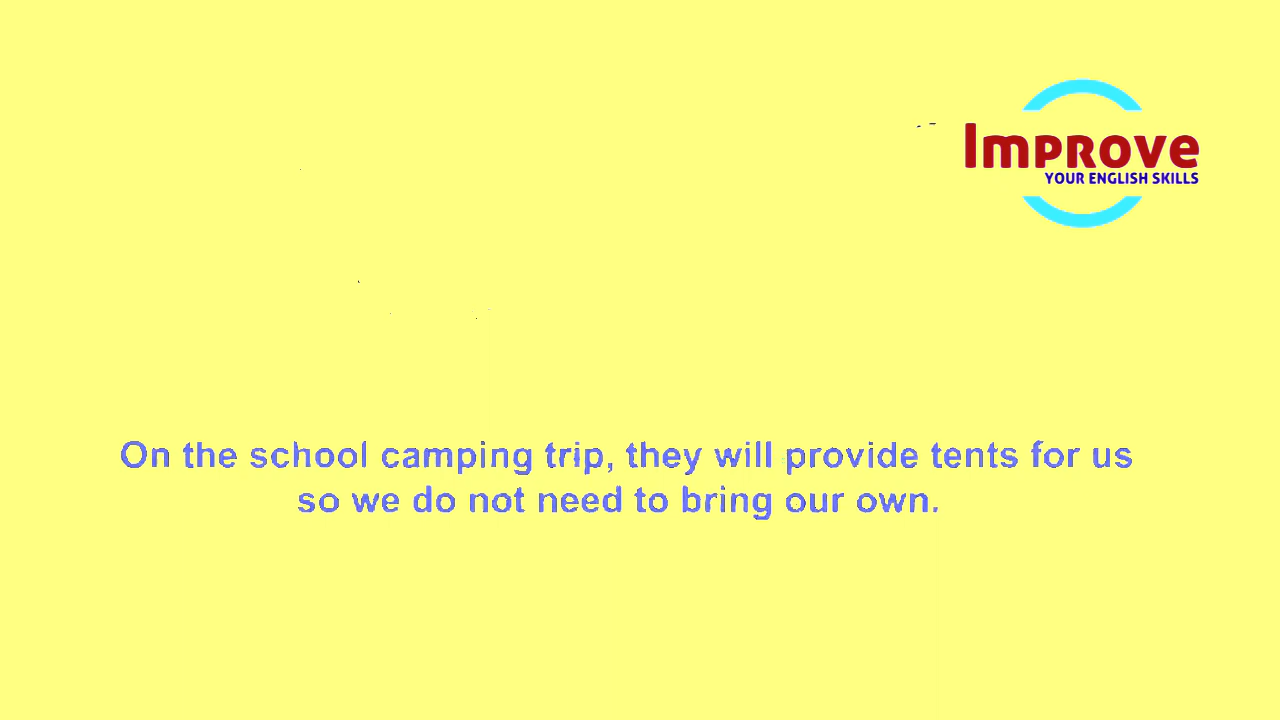 Improve
YOUR ENGLISH SKILLS
On the school camping trip, they will provide tents for us
so we do not need to bring our own.